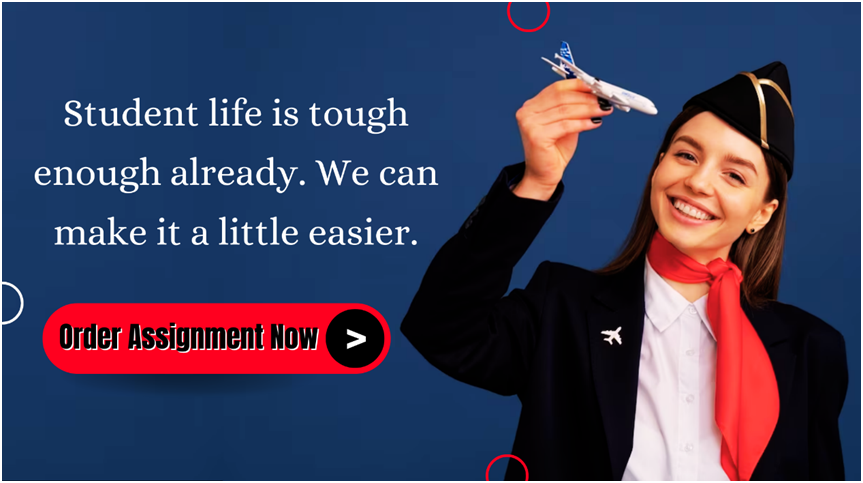 Student life is tough
enough already. We can
make it a little easier.
Order Assignment Now >